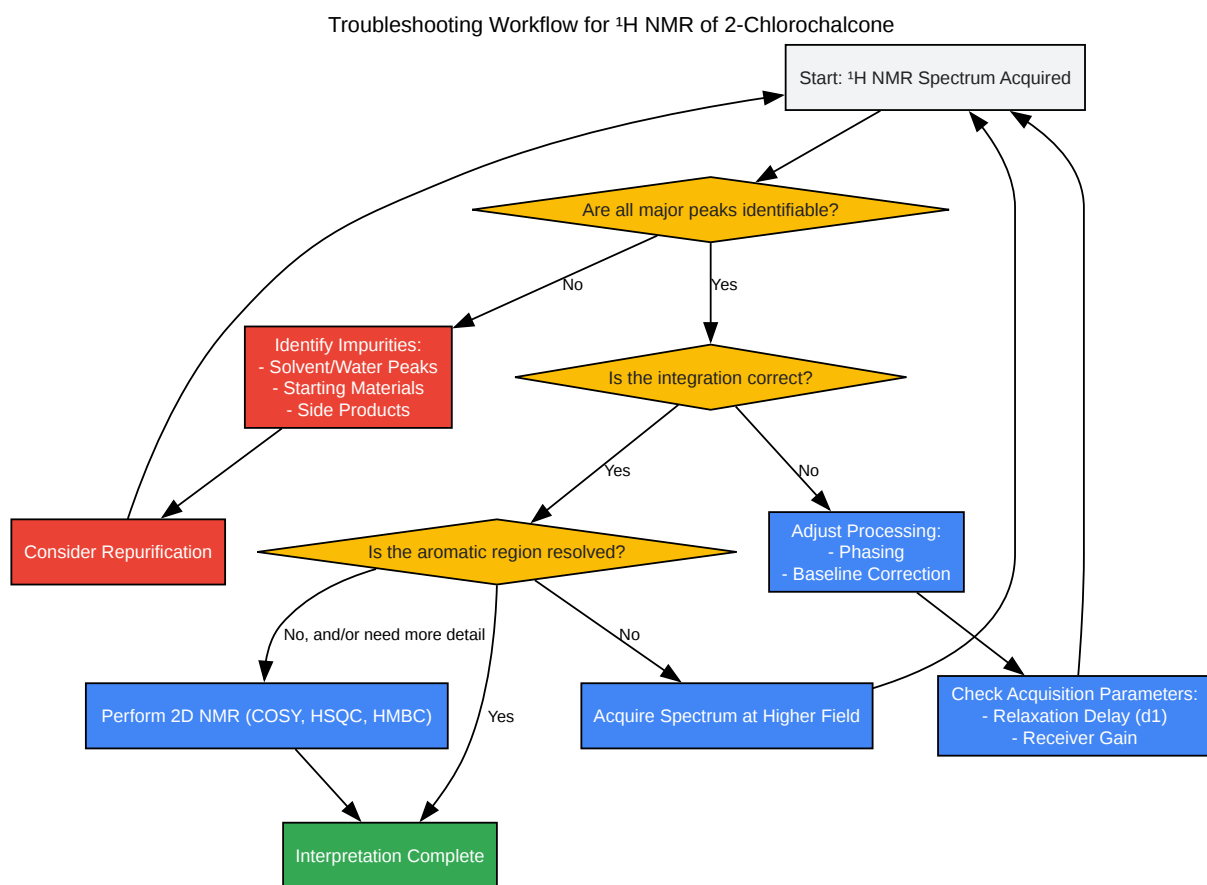 Troubleshooting Workflow for ¹H NMR of 2-Chlorochalcone
Start: ¹H NMR Spectrum Acquired
Are all major peaks identifiable?
No
Yes
Identify Impurities:
- Solvent/Water Peaks
- Starting Materials
- Side Products
Is the integration correct?
Yes
No
Consider Repurification
Is the aromatic region resolved?
Adjust Processing:
- Phasing
- Baseline Correction
No, and/or need more detail
No
Yes
Perform 2D NMR (COSY, HSQC, HMBC)
Acquire Spectrum at Higher Field
Check Acquisition Parameters:
- Relaxation Delay (d1)
- Receiver Gain
Interpretation Complete